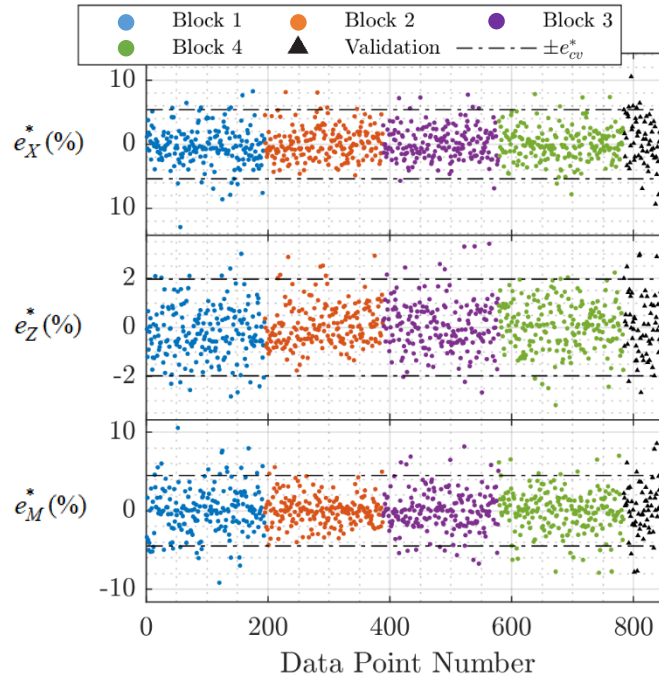 Block 1 Block 2 Block 3
Block 4 Validation ±e*cv
10
e*X(%) 0
10
2
e*Z(%) 0
-2
10
e*M(%) 0
-10
0 200 400 600 800
Data Point Number